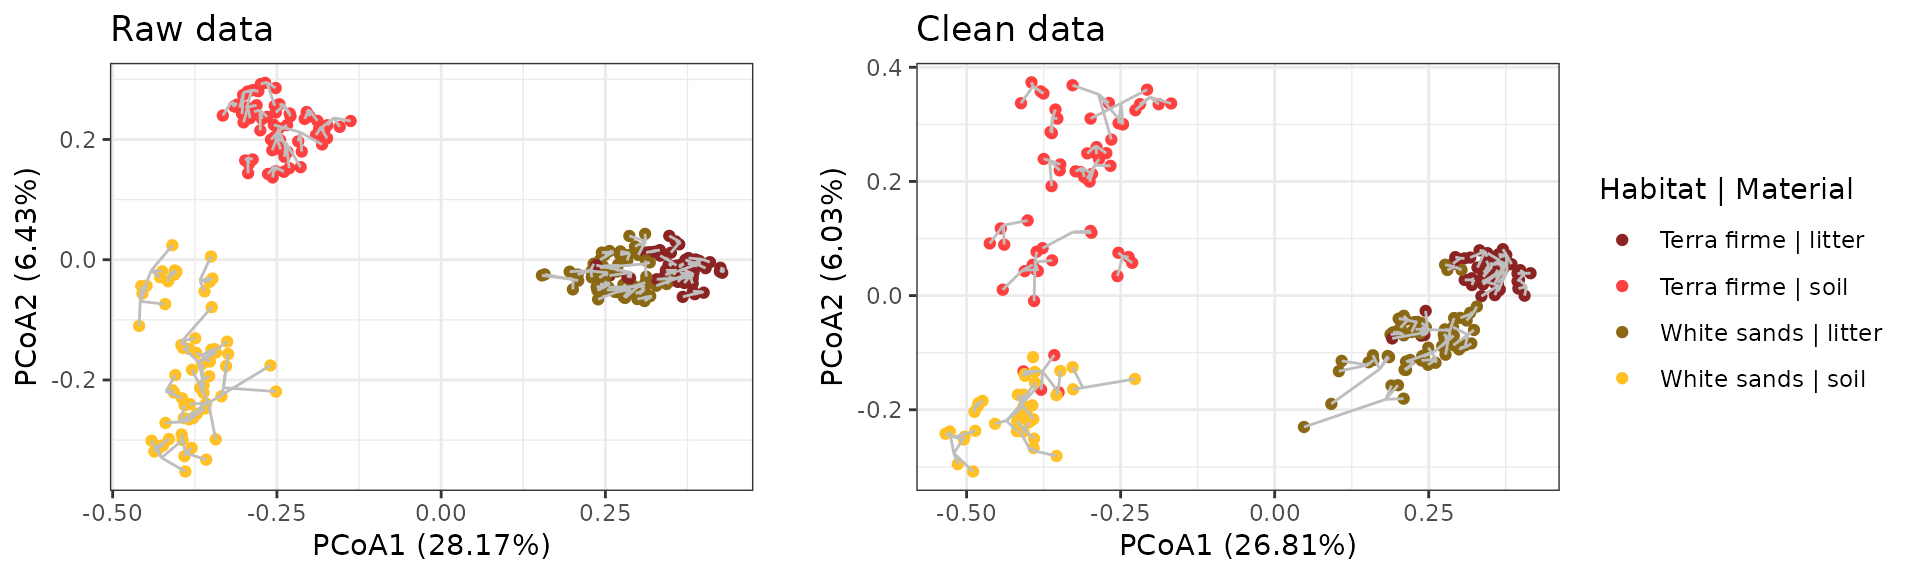 Raw data
0.2
0.0
-0.2
-0.50
-0.25
0.00
0.25
PCoA1 (28.17%)
PCoA2 (6.43%)
Clean data
0.4
0.2
0.0
-0.2
-0.50
-0.25
0.00
0.25
PCoA1 (26.81%)
PCoA2 (6.03%)
Habitat | Material
Terra firme | litter
Terra firme | soil
White sands | litter
White sands | soil